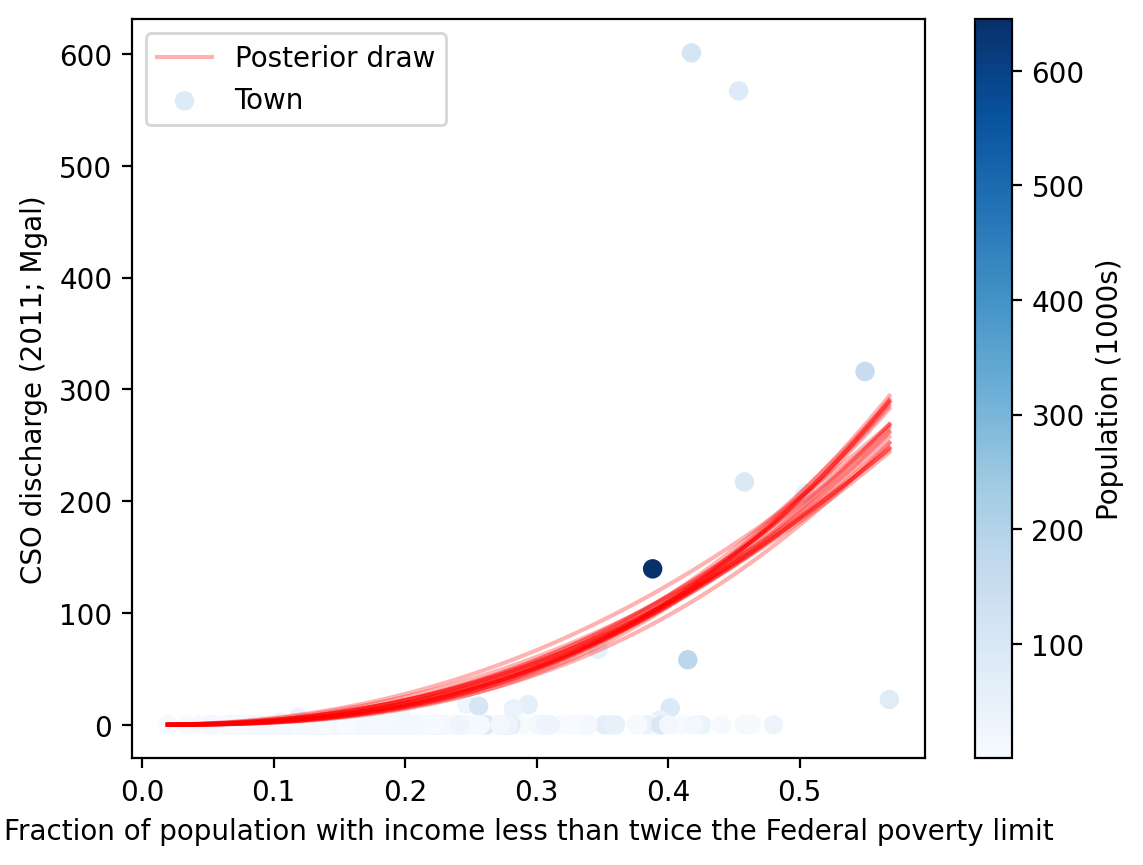 Posterior draw
Town
CSO discharge (2011; Mgal)
600
500
400
300
200
100
0
0.0 0.1 0.2 0.3 0.4 0.5
Fraction of population with income less than twice the Federal poverty limit
600
500
400
300
200
100
Population (1000s)